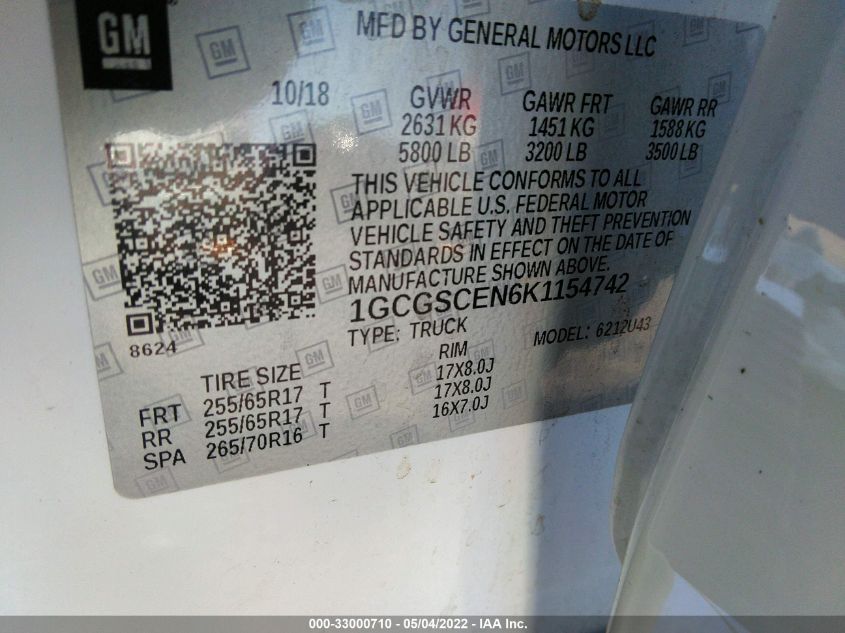 GM
MFD BY GENERAL MOTORS LLC
10/18 GVWR GAWR FRT GAWR RR
2631 KG 1451 KG 1588 KG
5800 LB 3200 LB 3500 LB
THIS VEHICLE CONFORMS TO ALL
APPLICABLE U.S. FEDERAL MOTOR
VEHICLE SAFETY AND THEFT PREVENTION
STANDARDS IN EFFECT ON THE DATE OF
MANUFACTURE SHOWN ABOVE.
1GCGSCEN6K1154742
8624 TYPE: TRUCK MODEL: 6212U43
TIRE SIZE RIM
FRT 255/65R17 T 17X8.0J
RR 255/65R17 T 17X8.0J
SPA 265/70R16 T 16X7.0J
000-33000710 - 05/04/2022 - IAA Inc.